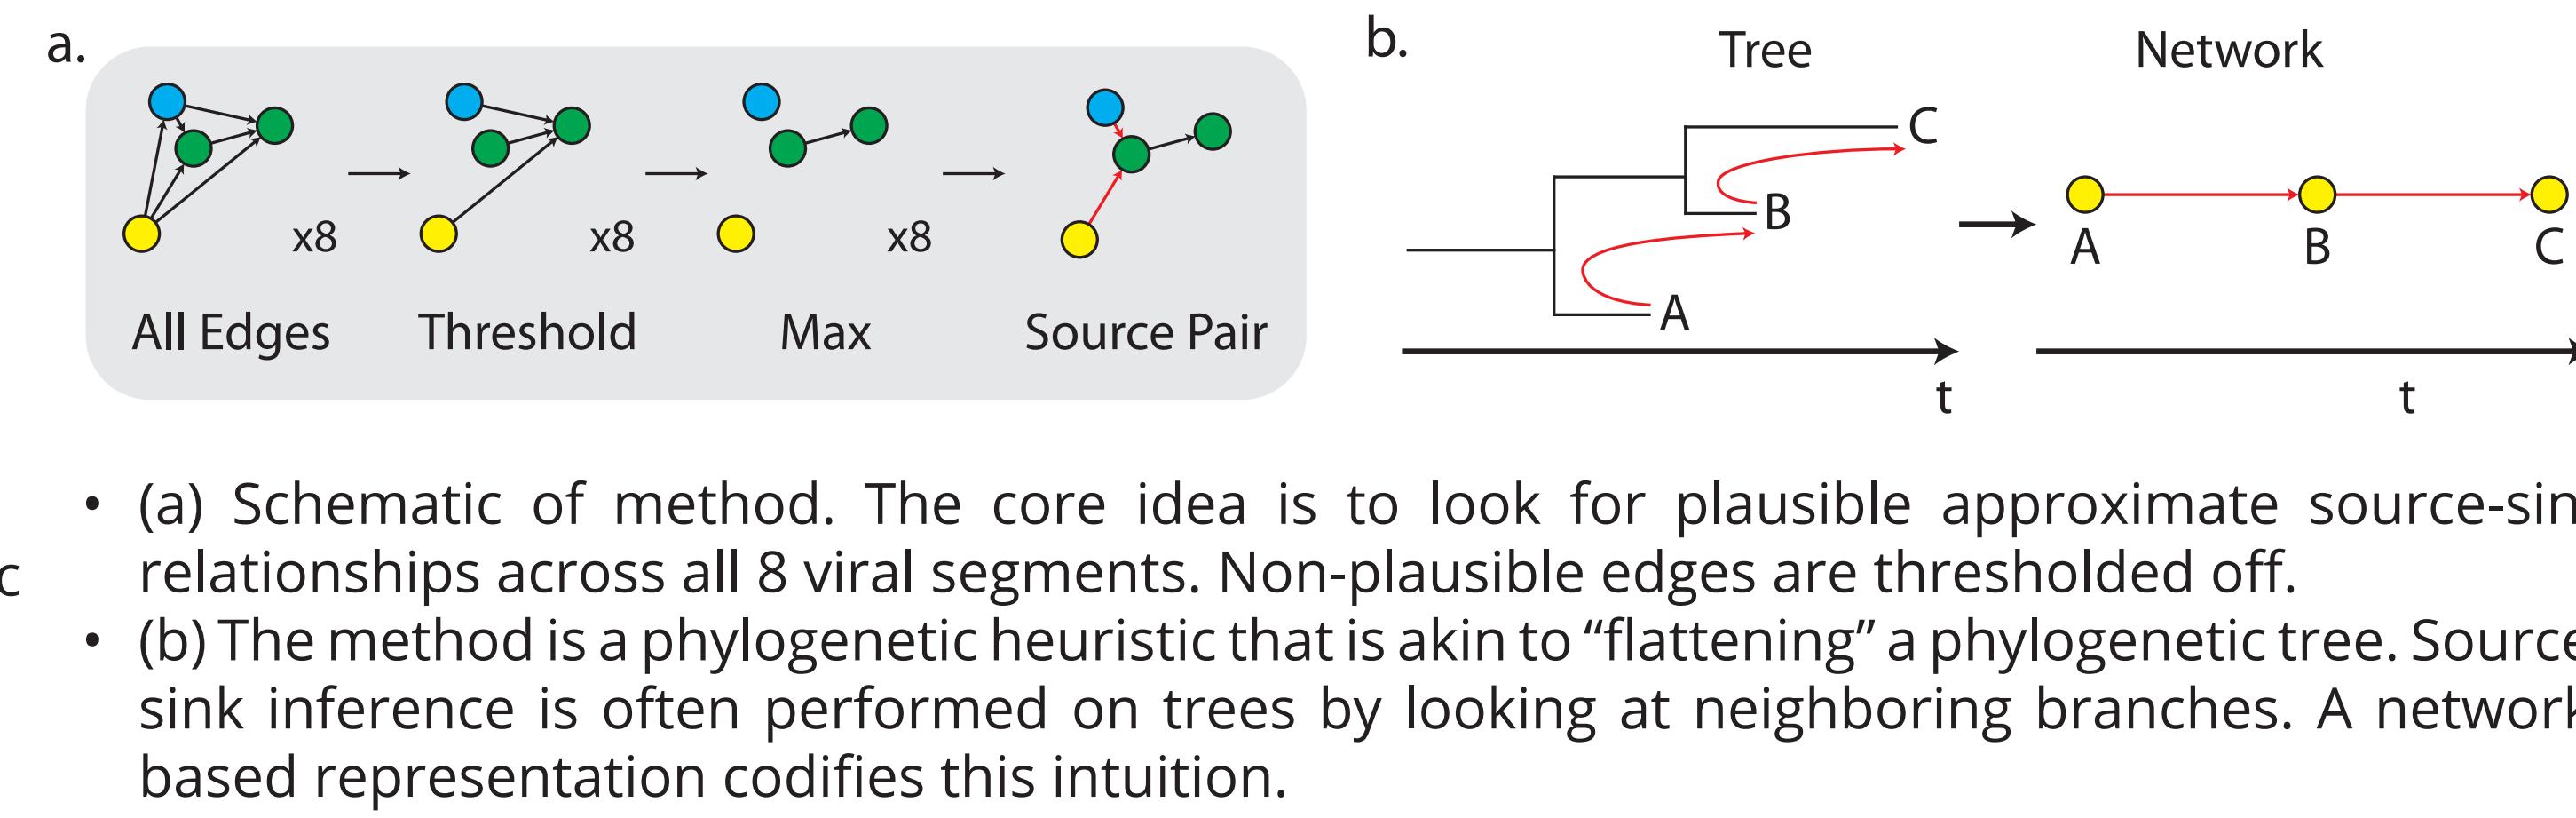 a.
x8
x8
x8
All Edges
Threshold
Max
Source Pair
b.
Tree
Network
C
B
A
t
A
B
C
t
• (a) Schematic of method. The core idea is to look for plausible approximate source-sin
c
relationships across all 8 viral segments. Non-plausible edges are thresholded off.
• (b) The method is a phylogenetic heuristic that is akin to “flattening” a phylogenetic tree. Source
sink inference is often performed on trees by looking at neighboring branches. A network
based representation codifies this intuition.